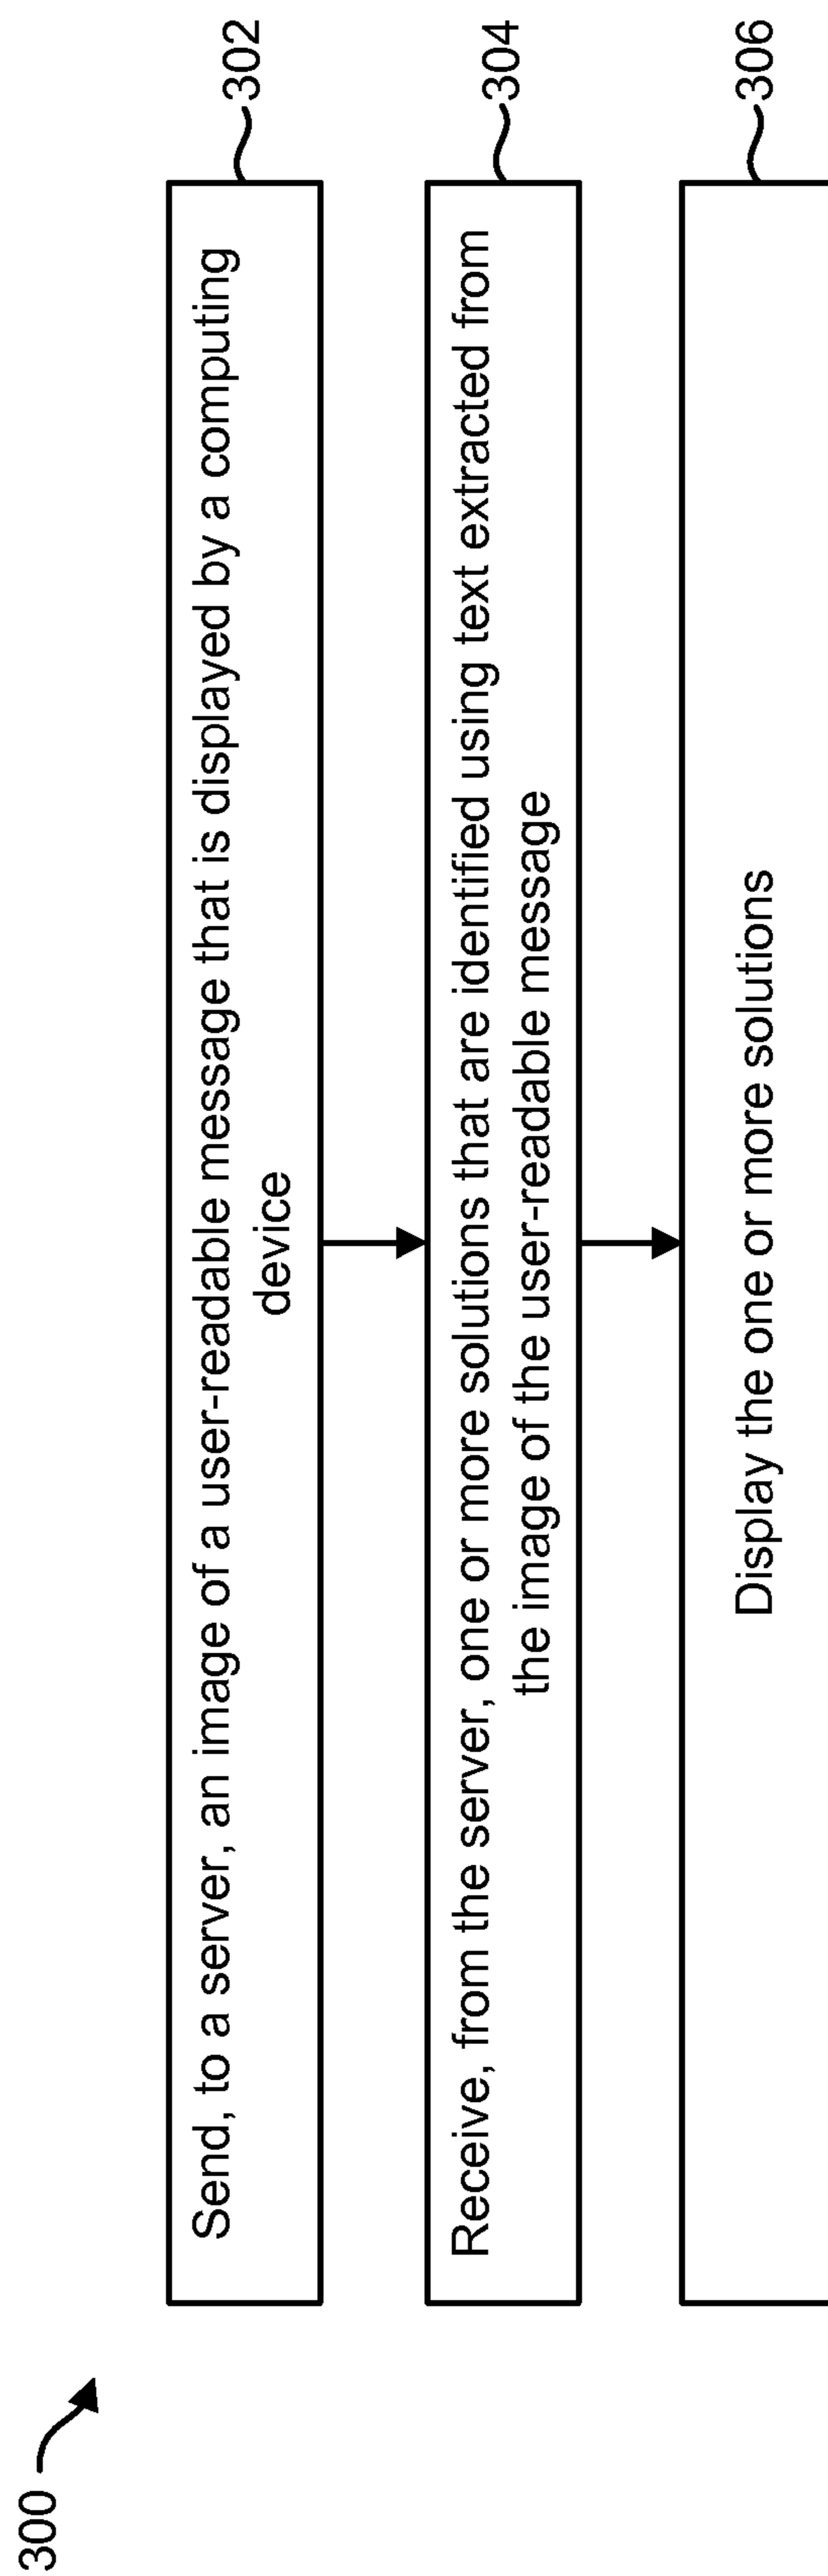 300
Send, to a server, an image of a user-readable message that is displayed by a computing
device
302
Receive, from the server, one or more solutions that are identified using text extracted from
the image of the user-readable message
304
Display the one or more solutions
306